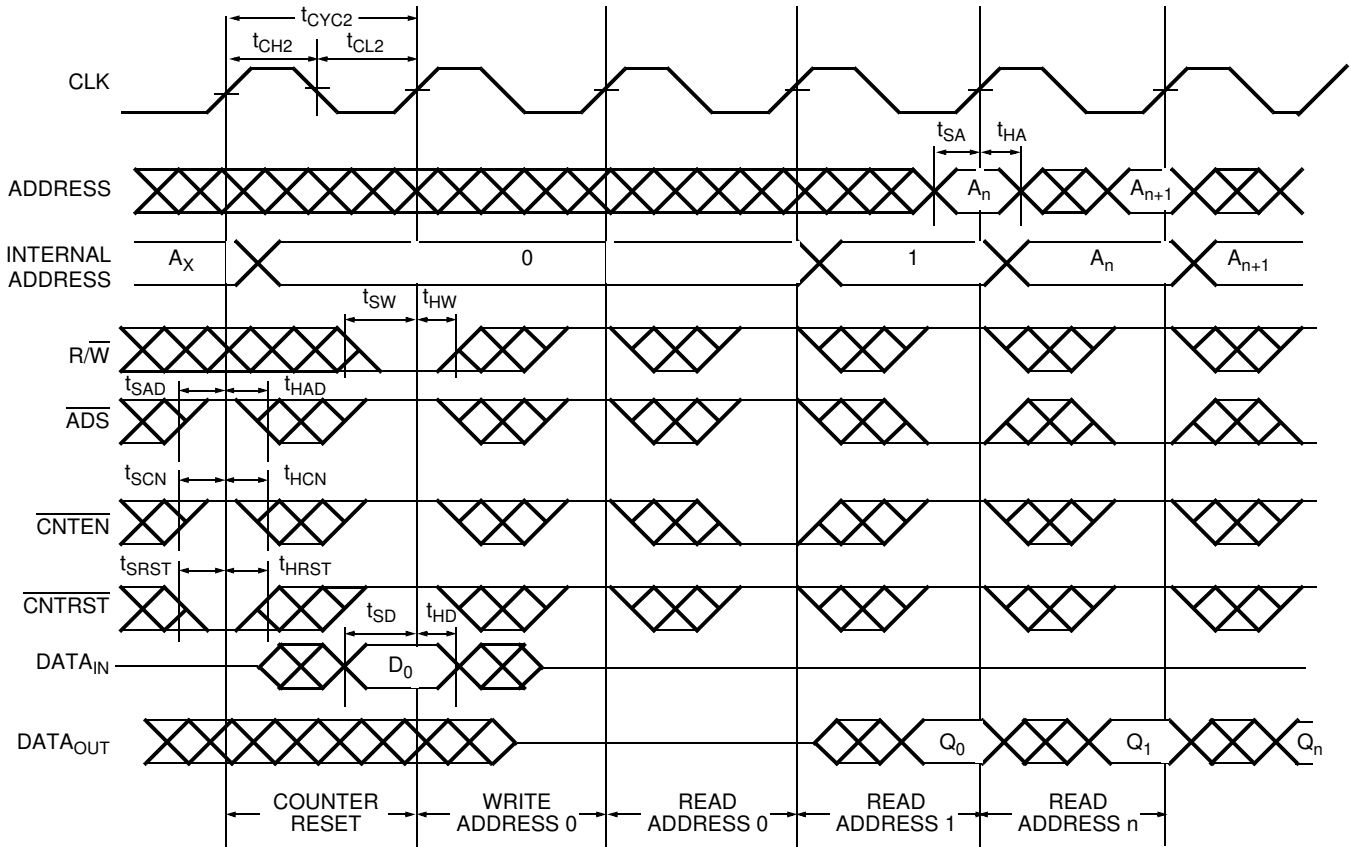 tCYC2
tCH2
tCL2
CLK
tSA
tHA
ADDRESS
An
An+1
INTERNAL
ADDRESS
AX
0
1
An
An+1
tSW
tHW
R/W
tSAD
tHAD
ADS
tSCN
tHCN
CNTEN
tSRST
tHRST
CNTRST
tSD
tHD
DATAIN
D0
DATAOUT
Q0
Q1
Qn
COUNTER
RESET
WRITE
ADDRESS 0
READ
ADDRESS 0
READ
ADDRESS 1
READ
ADDRESS n